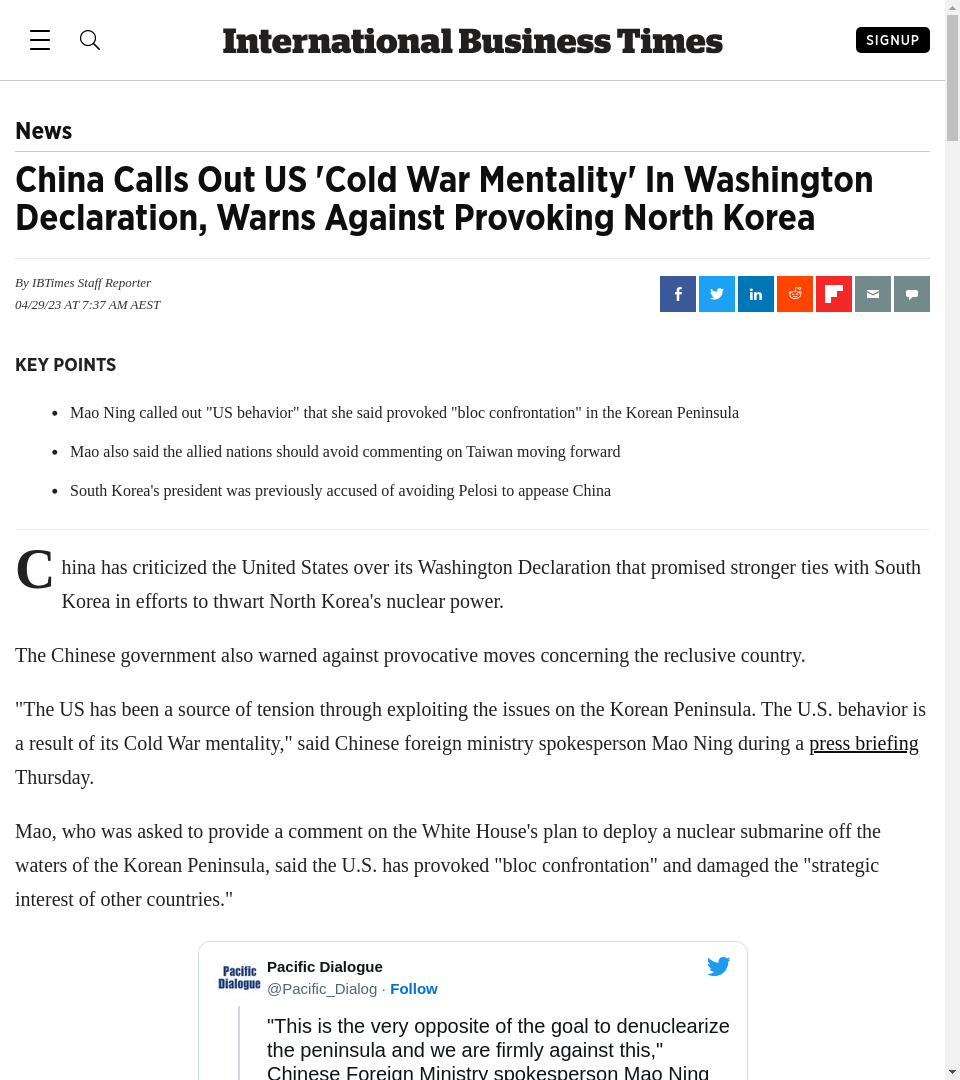 International Business Times
SIGNUP
News
China Calls Out US 'Cold War Mentality' In Washington
Declaration, Warns Against Provoking North Korea
By IBTimes Staff Reporter
04/29/23 AT 7:37 AM AEST
KEY POINTS
• Mao Ning called out "US behavior" that she said provoked "bloc confrontation" in the Korean Peninsula
• Mao also said the allied nations should avoid commenting on Taiwan moving forward
• South Korea's president was previously accused of avoiding Pelosi to appease China
China has criticized the United States over its Washington Declaration that promised stronger ties with South
Korea in efforts to thwart North Korea's nuclear power.
The Chinese government also warned against provocative moves concerning the reclusive country.
"The US has been a source of tension through exploiting the issues on the Korean Peninsula. The U.S. behavior is
a result of its Cold War mentality," said Chinese foreign ministry spokesperson Mao Ning during a press briefing
Thursday.
Mao, who was asked to provide a comment on the White House's plan to deploy a nuclear submarine off the
waters of the Korean Peninsula, said the U.S. has provoked "bloc confrontation" and damaged the "strategic
interest of other countries."
Pacific
Dialogue
Pacific Dialogue
@Pacific_Dialog · Follow
"This is the very opposite of the goal to denuclearize
the peninsula and we are firmly against this,"
Chinese Foreign Ministry spokesperson Mao Ning